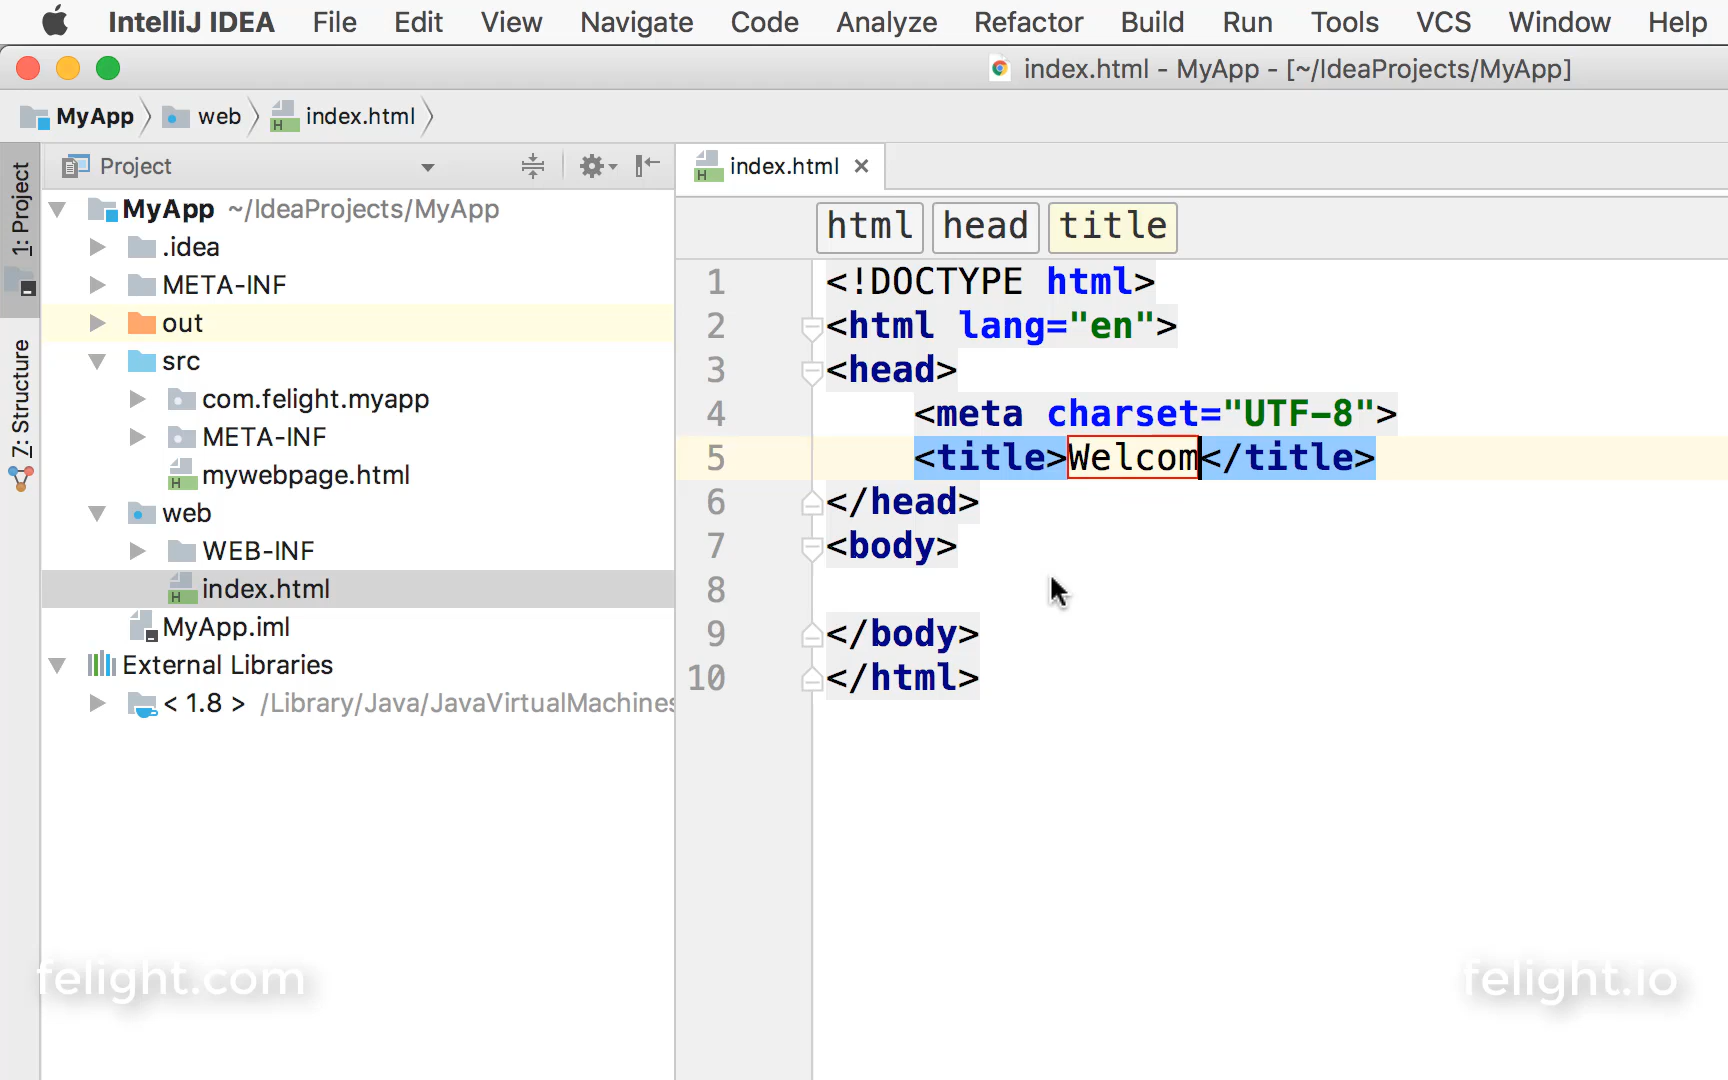 IntelliJ IDEA File Edit View Navigate Code Analyze Refactor Build Run Tools VCS Window Help
index.html - MyApp - [~/IdeaProjects/MyApp]
MyApp web index.html
1: Project
7: Structure
Project
MyApp ~/IdeaProjects/MyApp
.idea
META-INF
out
src
com.felight.myapp
META-INF
mywebpage.html
web
WEB-INF
index.html
MyApp.iml
External Libraries
< 1.8 > /Library/Java/JavaVirtualMachines
index.html
html head title
1 <!DOCTYPE html>
2 <html lang="en">
3 <head>
4 <meta charset="UTF-8">
5 <title>Welcom</title>
6 </head>
7 <body>
8
9 </body>
10 </html>
felight.com
felight.io